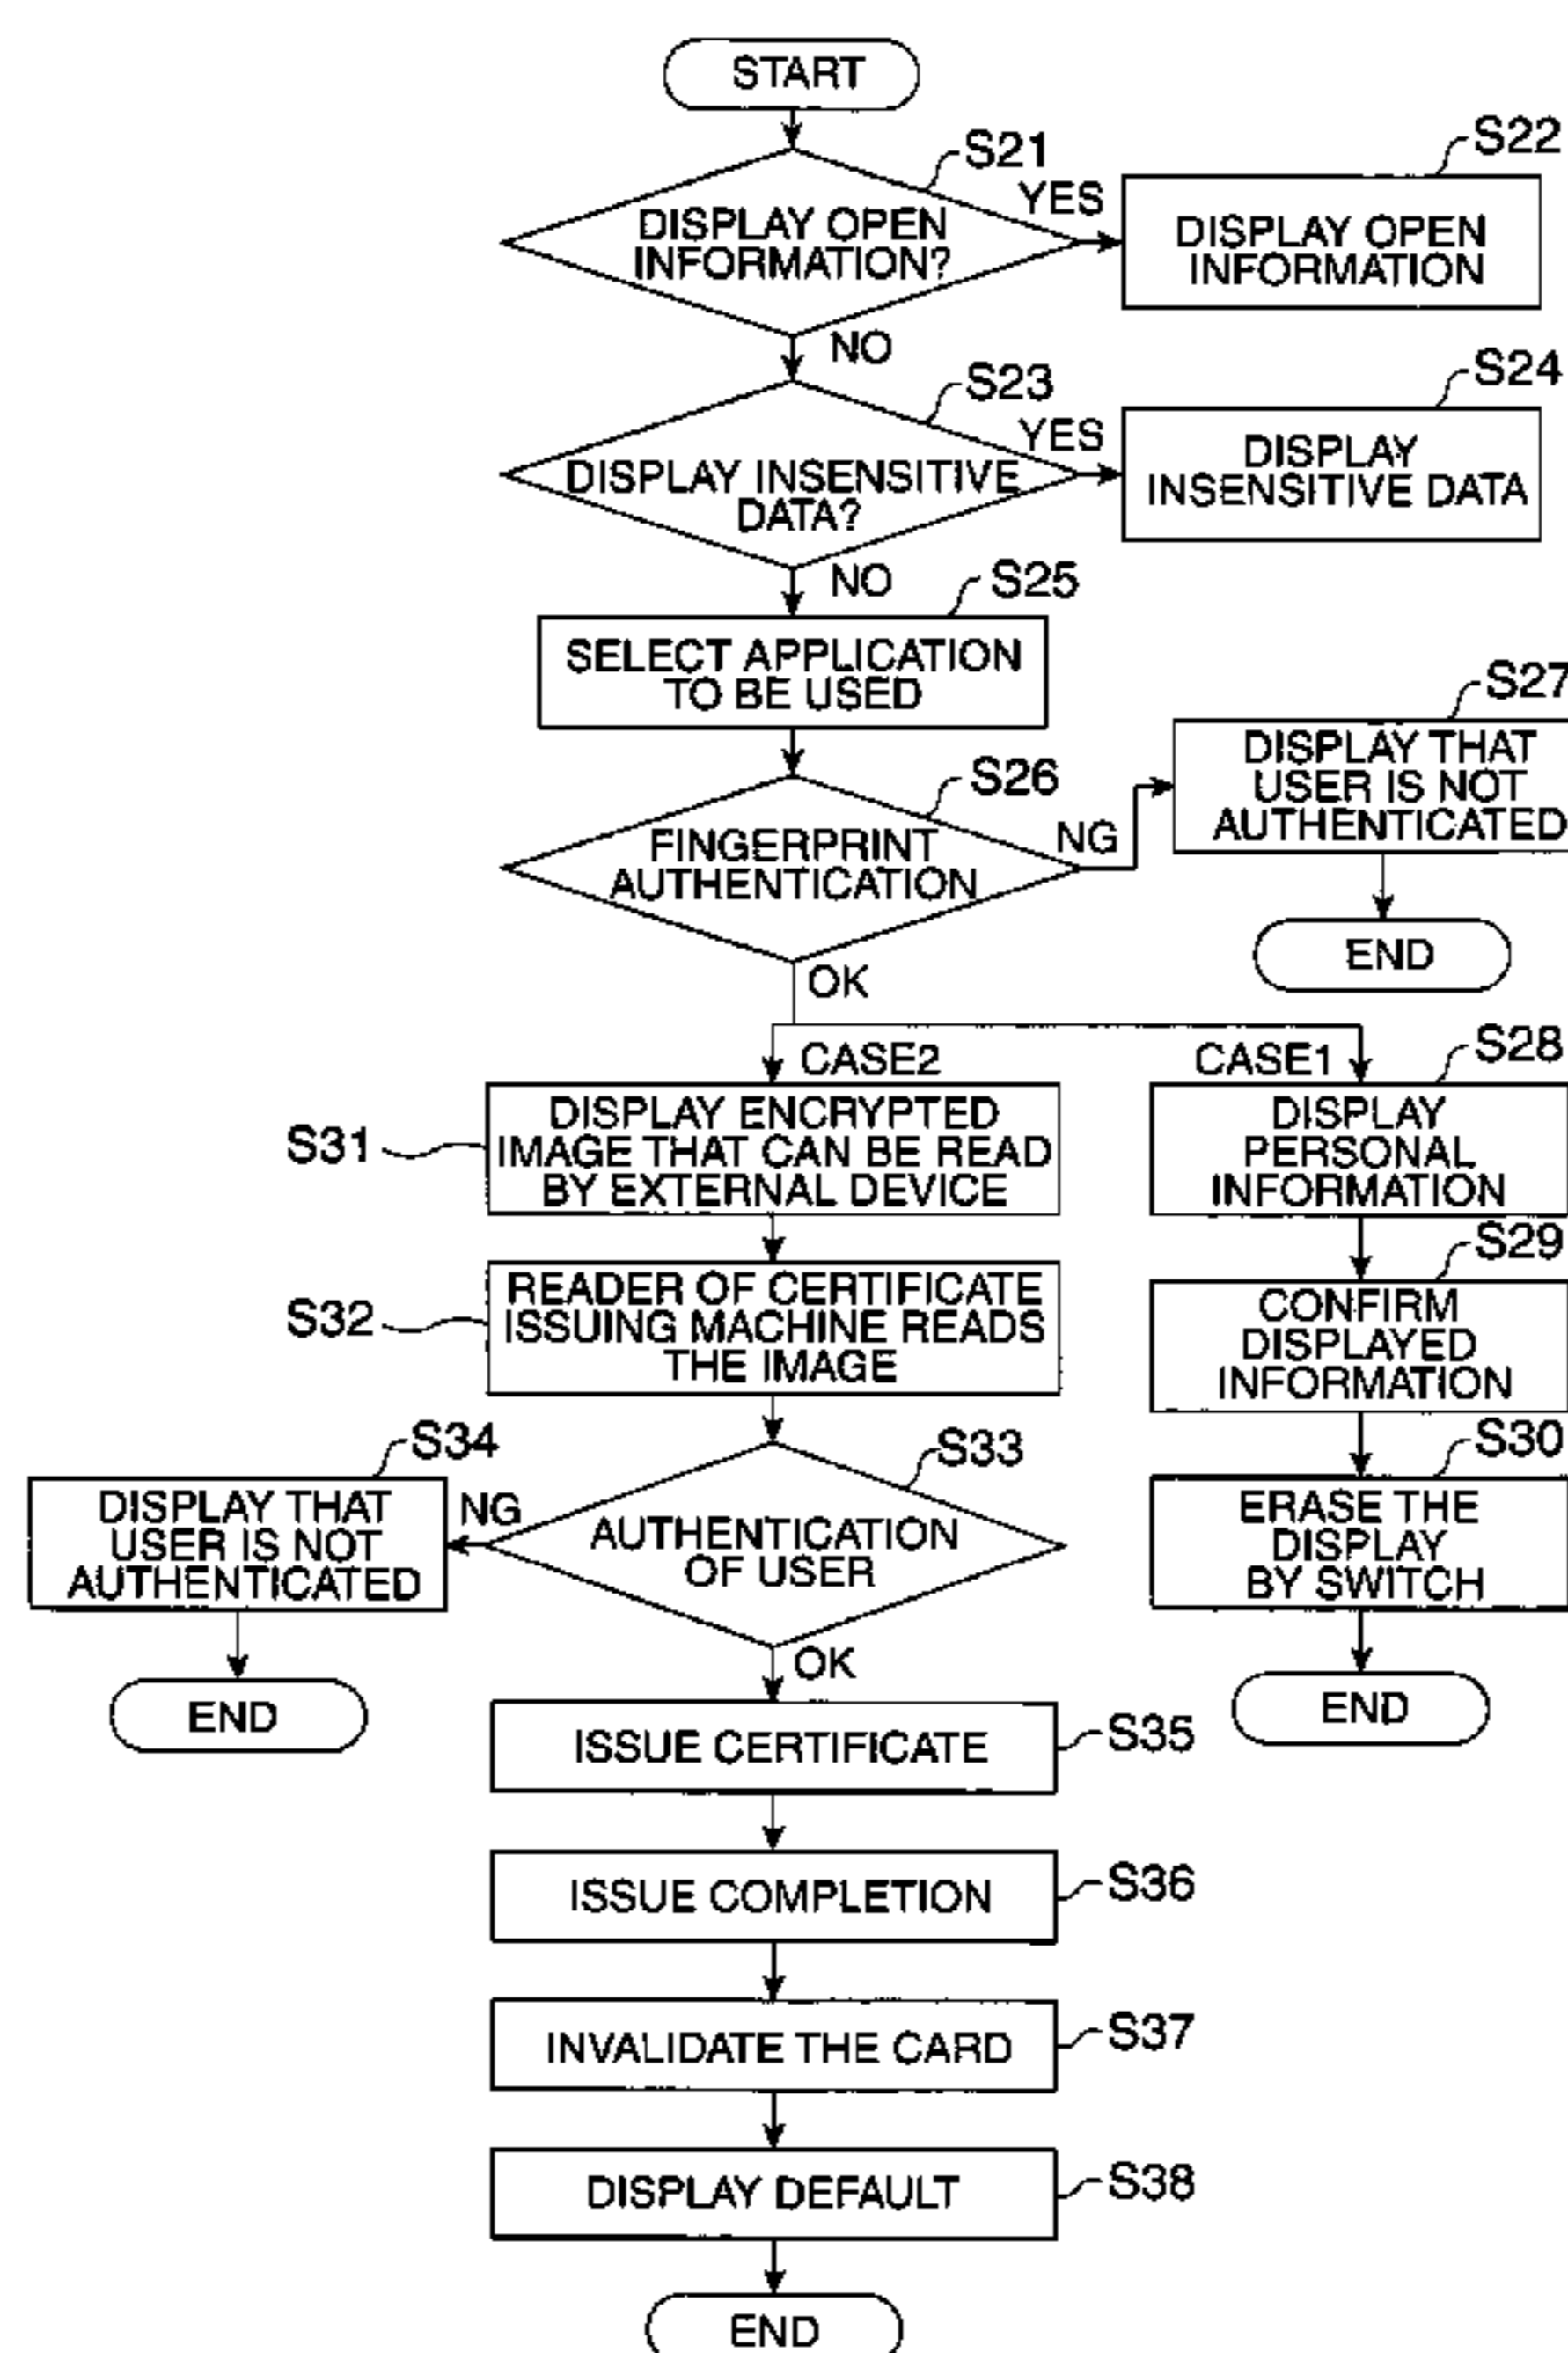 START
S21
S22
YES
DISPLAY OPEN
INFORMATION?
DISPLAY OPEN
INFORMATION
NO
S23
S24
YES
DISPLAY INSENSITIVE
DATA?
DISPLAY
INSENSITIVE DATA
NO
S25
SELECT APPLICATION
TO BE USED
S26
S27
FINGERPRINT
AUTHENTICATION
NG
DISPLAY THAT
USER IS NOT
AUTHENTICATED
END
OK
CASE2
CASE1
S28
S31
DISPLAY ENCRYPTED
IMAGE THAT CAN BE READ
BY EXTERNAL DEVICE
DISPLAY
PERSONAL
INFORMATION
S29
S32
READER OF CERTIFICATE
ISSUING MACHINE READS
THE IMAGE
CONFIRM
DISPLAYED
INFORMATION
S34
S33
S30
DISPLAY THAT
USER IS NOT
AUTHENTICATED
NG
AUTHENTICATION
OF USER
ERASE THE
DISPLAY
BY SWITCH
OK
END
END
ISSUE CERTIFICATE
S35
ISSUE COMPLETION
S36
INVALIDATE THE CARD
S37
DISPLAY DEFAULT
S38
END